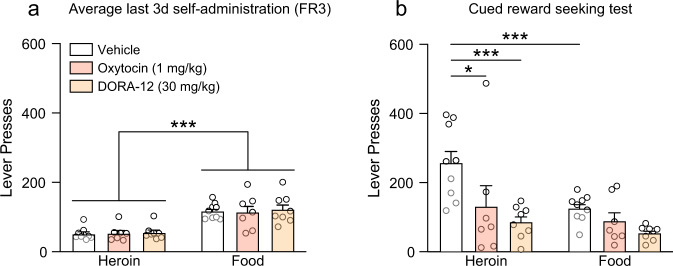 a Average last 3d self-administration (FR3)
Lever Presses
600
400
200
0
Vehicle
Oxytocin (1 mg/kg)
DORA-12 (30 mg/kg)
***
Heroin Food
b Cued reward seeking test
Lever Presses
600
400
200
0
***
***
*
Heroin Food